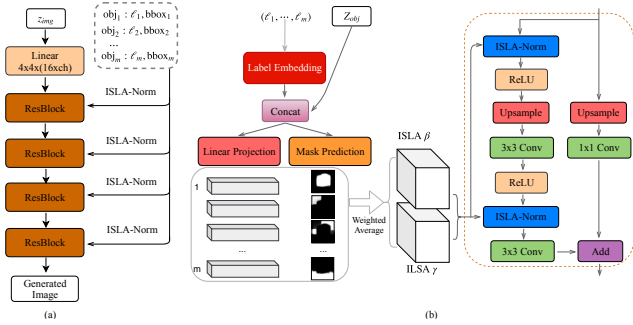 z_img
obj_1 : ℓ_1, bbox_1
obj_2 : ℓ_2, bbox_2
...
obj_m : ℓ_m, bbox_m
Linear
4x4x(16xch)
ResBlock
ISLA-Norm
ResBlock
ISLA-Norm
ResBlock
ISLA-Norm
ResBlock
ISLA-Norm
Generated
Image
(a)
(ℓ_1, ⋯, ℓ_m)
Z_obj
Label Embedding
Concat
Linear Projection
Mask Prediction
1
...
...
m
Weighted
Average
ISLA β
ILSA γ
ISLA-Norm
ReLU
Upsample
Upsample
3x3 Conv
1x1 Conv
ReLU
ISLA-Norm
3x3 Conv
Add
(b)